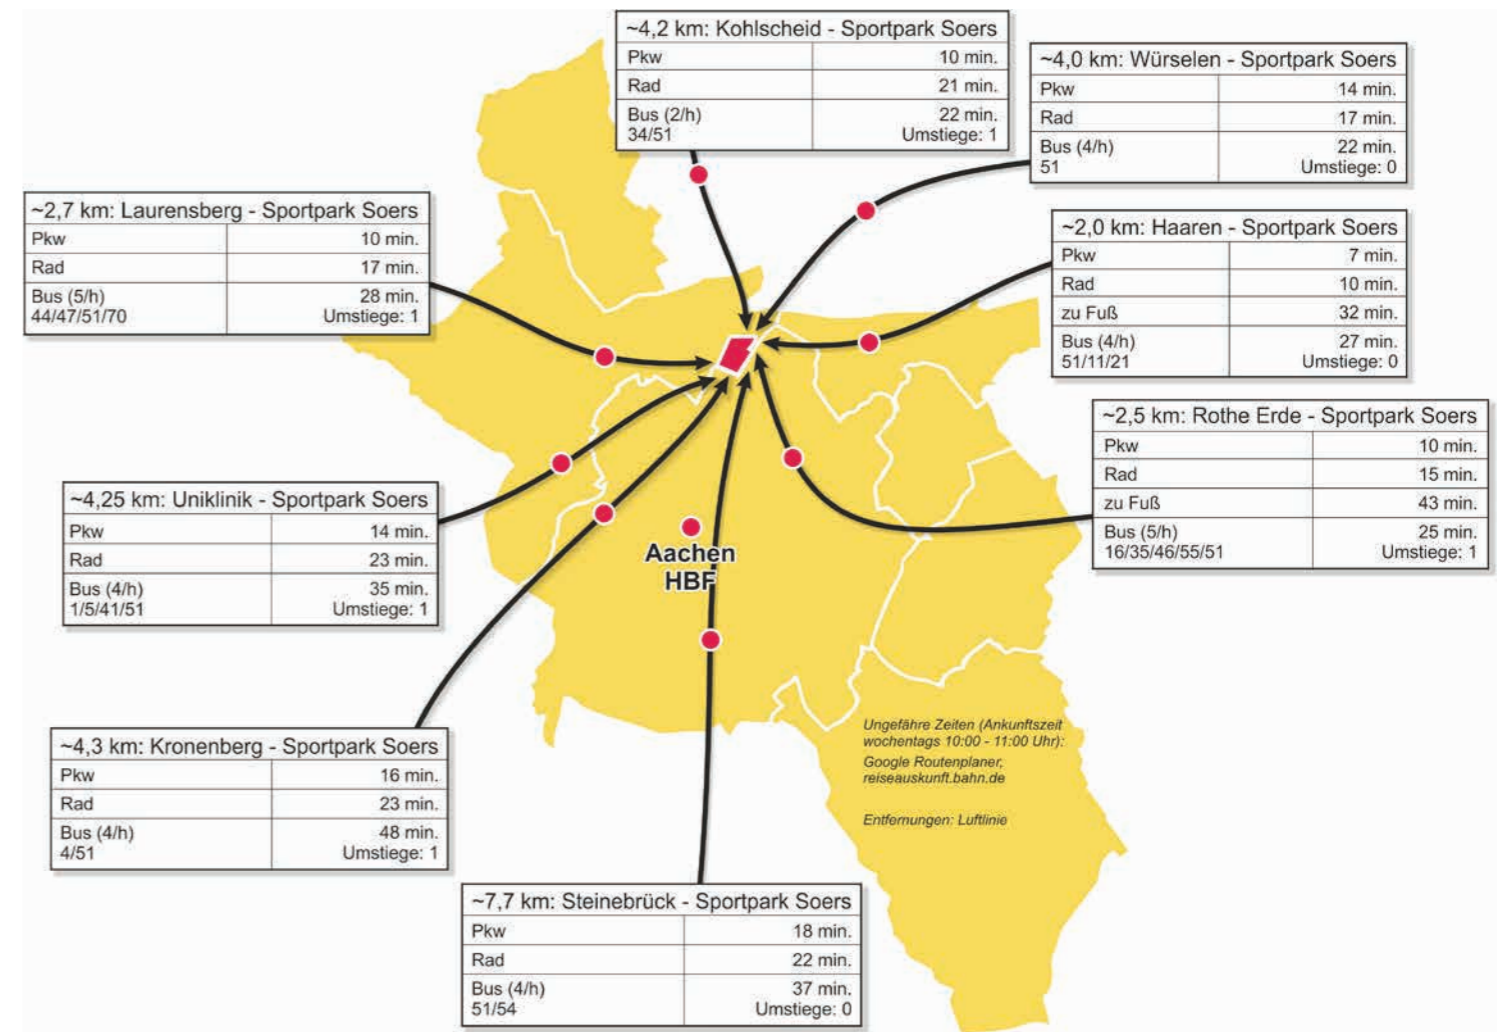 ~4,2 km: Kohlscheid - Sportpark Soers
Pkw 10 min.
Rad 21 min.
Bus (2/h) 22 min.
34/51 Umstiege: 1
~4,0 km: Würselen - Sportpark Soers
Pkw 14 min.
Rad 17 min.
Bus (4/h) 22 min.
51 Umstiege: 0
~2,7 km: Laurensberg - Sportpark Soers
Pkw 10 min.
Rad 17 min.
Bus (5/h) 28 min.
44/47/51/70 Umstiege: 1
~2,0 km: Haaren - Sportpark Soers
Pkw 7 min.
Rad 10 min.
zu Fuß 32 min.
Bus (4/h) 27 min.
51/11/21 Umstiege: 0
~2,5 km: Rothe Erde - Sportpark Soers
Pkw 10 min.
Rad 15 min.
zu Fuß 43 min.
Bus (5/h) 25 min.
16/35/46/55/51 Umstiege: 1
~4,25 km: Uniklinik - Sportpark Soers
Pkw 14 min.
Rad 23 min.
Bus (4/h) 35 min.
1/5/41/51 Umstiege: 1
Aachen
HBF
~4,3 km: Kronenberg - Sportpark Soers
Pkw 16 min.
Rad 23 min.
Bus (4/h) 48 min.
4/51 Umstiege: 1
Ungefähre Zeiten (Ankunftszeit
wochentags 10:00 - 11:00 Uhr):
Google Routenplaner,
reiseauskunft.bahn.de
Entfernungen: Luftlinie
~7,7 km: Steinebrück - Sportpark Soers
Pkw 18 min.
Rad 22 min.
Bus (4/h) 37 min.
51/54 Umstiege: 0